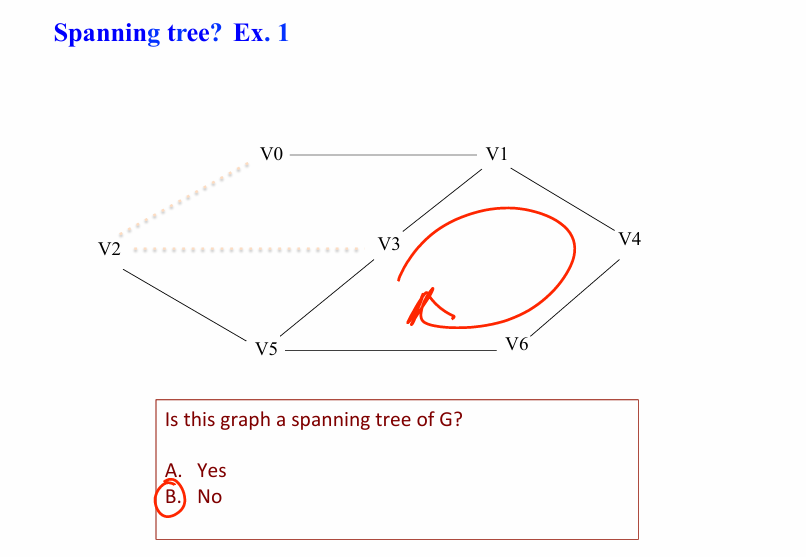 Spanning tree? Ex. 1
V0 V1
V2 V3 V4
V5 V6
Is this graph a spanning tree of G?
A. Yes
B. No